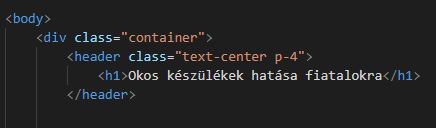 <body>
<div class="container">
<header class="text-center p-4">
<h1>Okos készülékek hatása fiatalokra</h1>
</header>